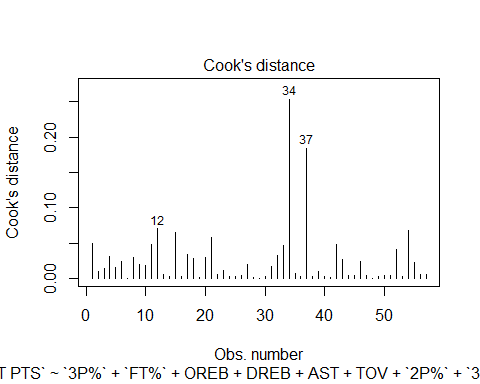 Cook's distance
34
37
12
Cook's distance
0.00 0.10 0.20
0 10 20 30 40 50
Obs. number
T PTS` ~ `3P%` + `FT%` + OREB + DREB + AST + TOV + `2P%` + `3